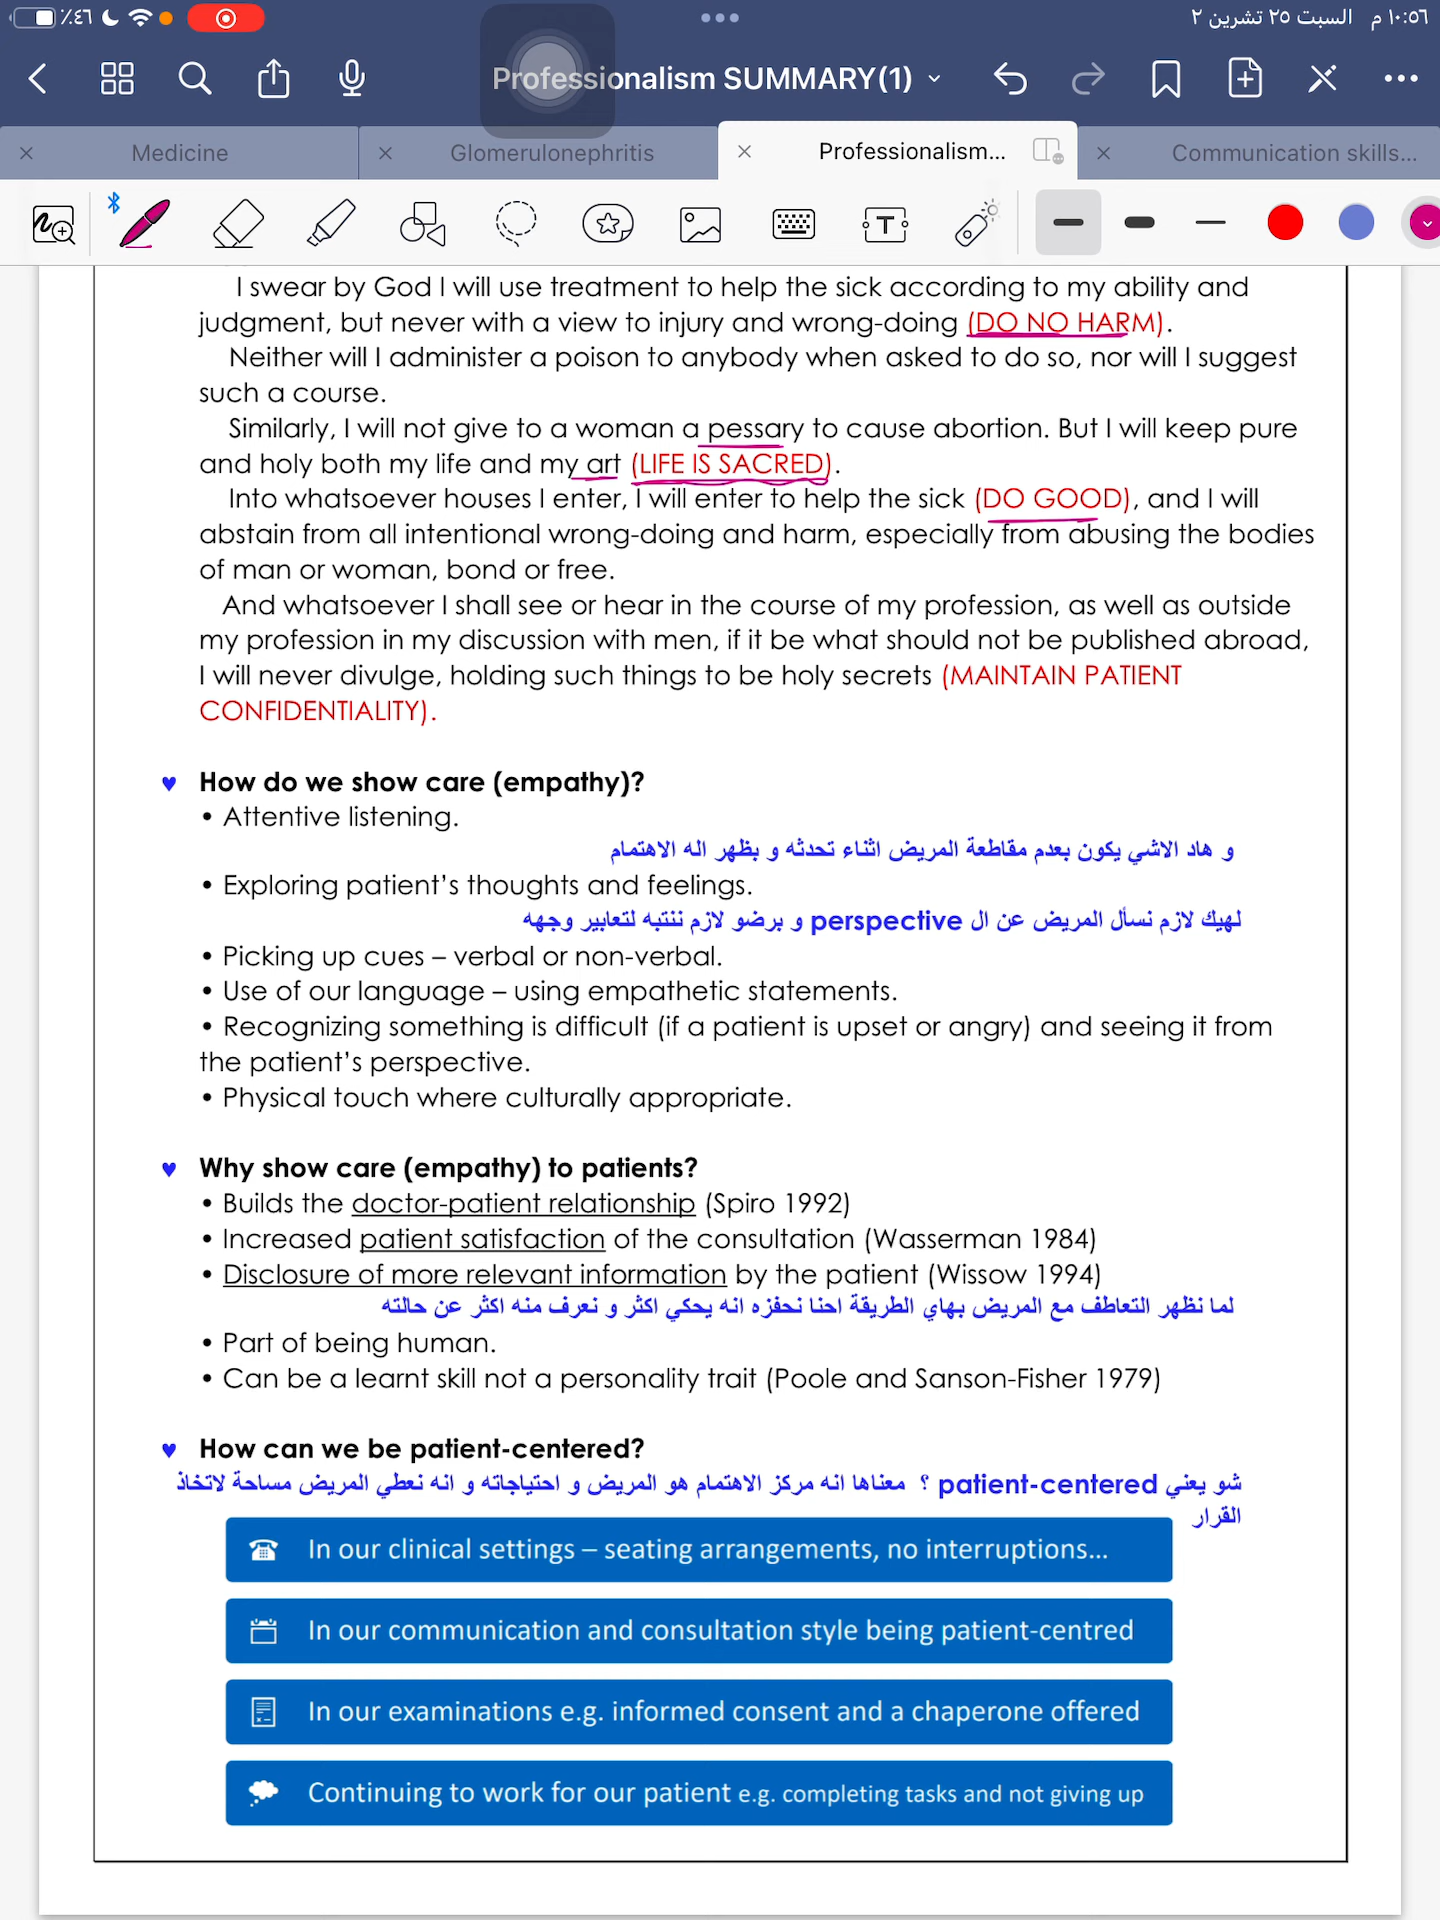 ٪٤٦
١٠:٥٦ م السبت ٢٥ تشرين ٢
Professionalism SUMMARY(1)
Medicine
Glomerulonephritis
Professionalism...
Communication skills...
I swear by God I will use treatment to help the sick according to my ability and
judgment, but never with a view to injury and wrong-doing (DO NO HARM).
Neither will I administer a poison to anybody when asked to do so, nor will I suggest
such a course.
Similarly, I will not give to a woman a pessary to cause abortion. But I will keep pure
and holy both my life and my art (LIFE IS SACRED).
Into whatsoever houses I enter, I will enter to help the sick (DO GOOD), and I will
abstain from all intentional wrong-doing and harm, especially from abusing the bodies
of man or woman, bond or free.
And whatsoever I shall see or hear in the course of my profession, as well as outside
my profession in my discussion with men, if it be what should not be published abroad,
I will never divulge, holding such things to be holy secrets (MAINTAIN PATIENT
CONFIDENTIALITY).
♥ How do we show care (empathy)?
• Attentive listening.
و هاد الاشي يكون بعدم مقاطعة المريض اثناء تحدثه و بظهر اله الاهتمام
• Exploring patient's thoughts and feelings.
لهيك لازم نسأل المريض عن ال perspective و برضو لازم ننتبه لتعابير وجهه
• Picking up cues – verbal or non-verbal.
• Use of our language – using empathetic statements.
• Recognizing something is difficult (if a patient is upset or angry) and seeing it from
the patient's perspective.
• Physical touch where culturally appropriate.
♥ Why show care (empathy) to patients?
• Builds the doctor-patient relationship (Spiro 1992)
• Increased patient satisfaction of the consultation (Wasserman 1984)
• Disclosure of more relevant information by the patient (Wissow 1994)
لما نظهر التعاطف مع المريض بهاي الطريقة احنا نحفزه انه يحكي اكثر و نعرف منه اكثر عن حالته
• Part of being human.
• Can be a learnt skill not a personality trait (Poole and Sanson-Fisher 1979)
♥ How can we be patient-centered?
شو يعني patient-centered ؟ معناها انه مركز الاهتمام هو المريض و احتياجاته و انه نعطي المريض مساحة لاتخاذ
القرار
In our clinical settings – seating arrangements, no interruptions...
In our communication and consultation style being patient-centred
In our examinations e.g. informed consent and a chaperone offered
Continuing to work for our patient e.g. completing tasks and not giving up